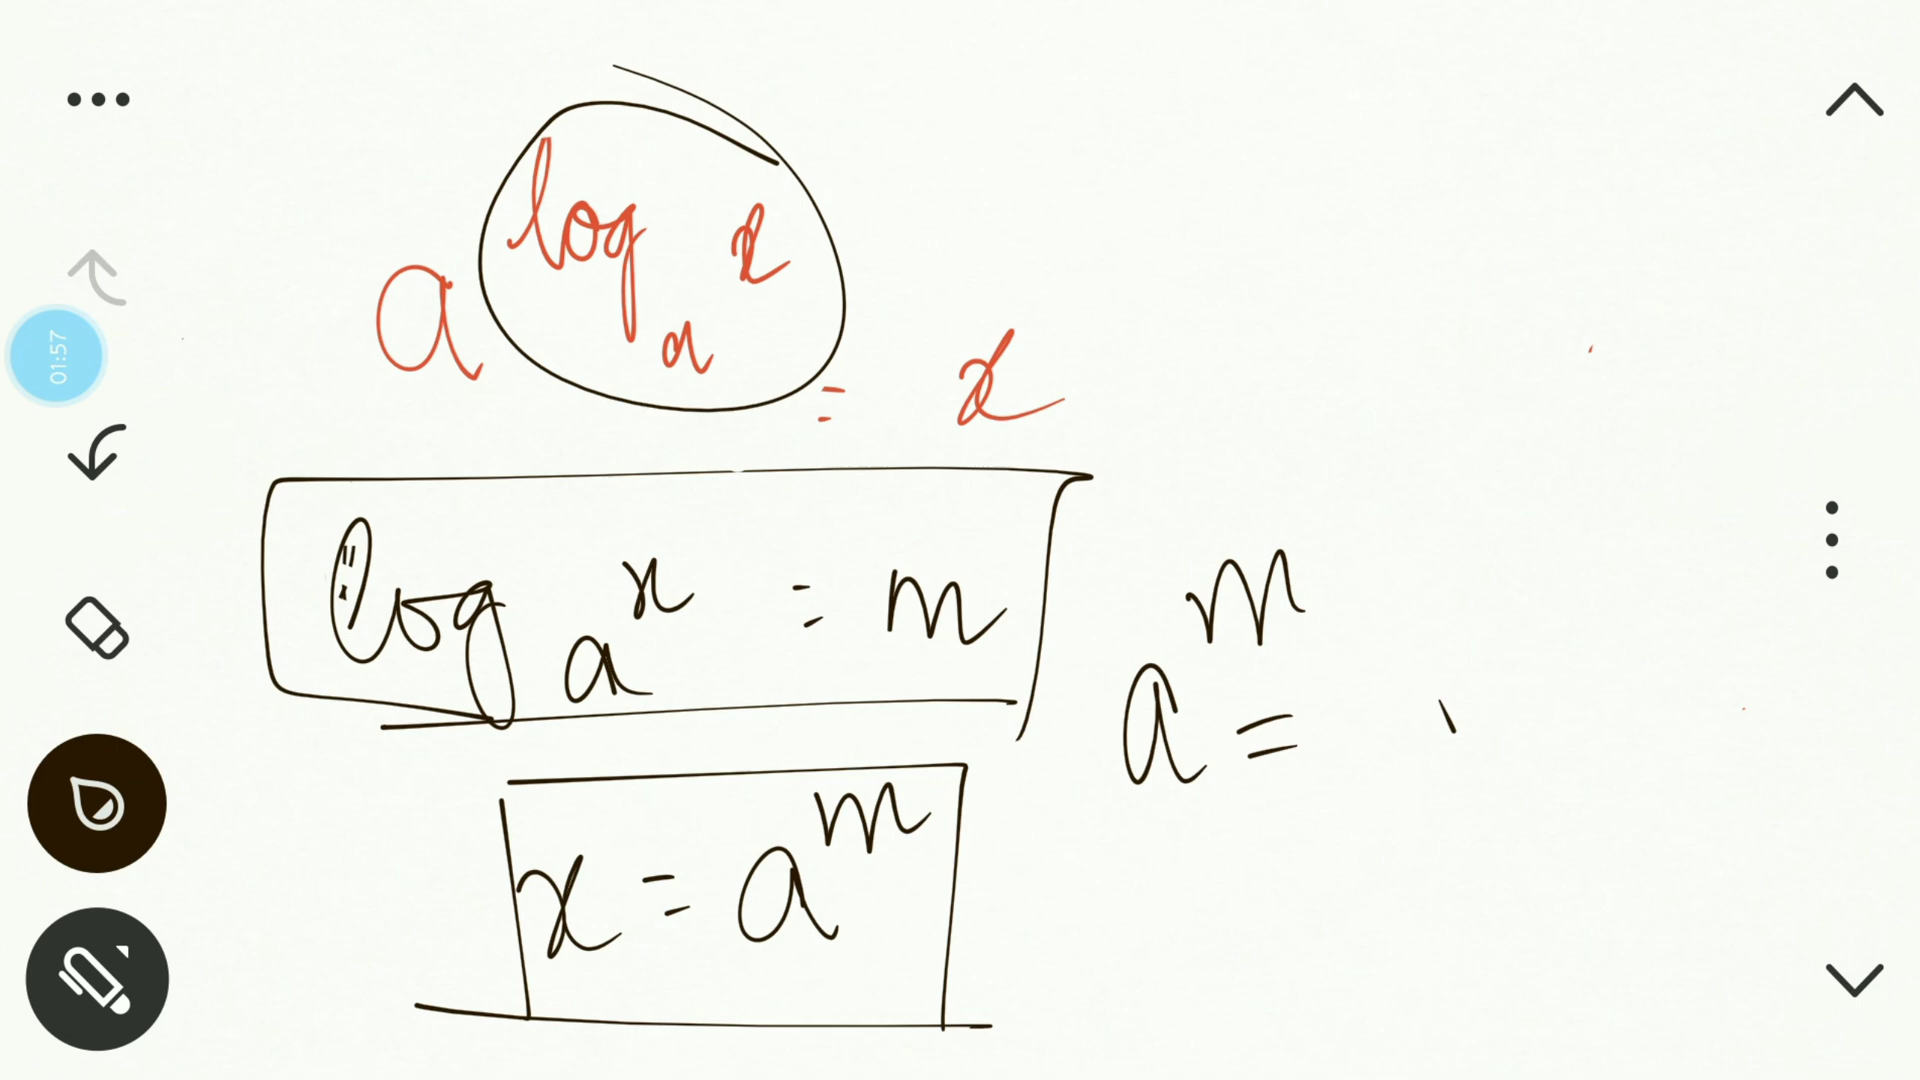 a^{log_a x} = x
log_a x = m
a^m =
x = a^m
01:57